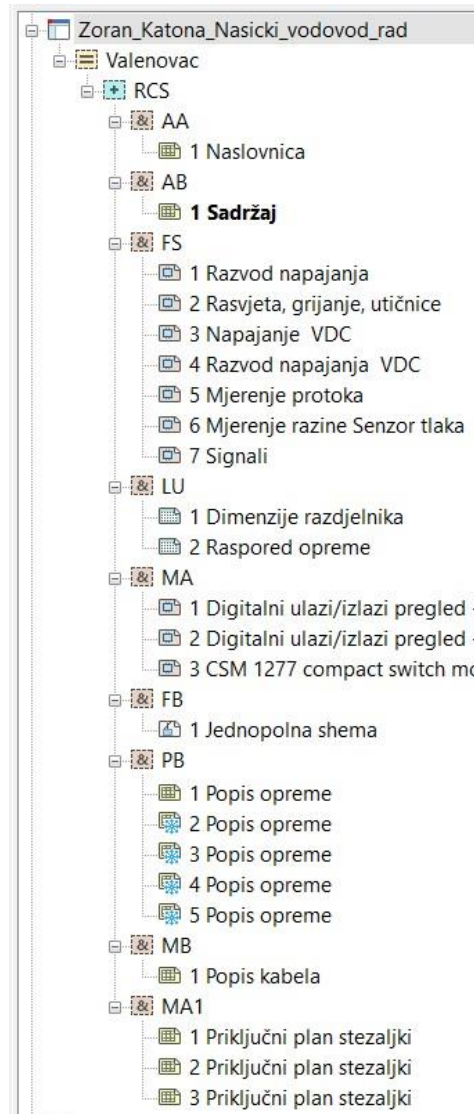 Zoran_Katona_Nasicki_vodovod_rad
Valenovac
RCS
& AA
1 Naslovnica
& AB
1 Sadržaj
& FS
1 Razvod napajanja
2 Rasvjeta, grijanje, utičnice
3 Napajanje VDC
4 Razvod napajanja VDC
5 Mjerenje protoka
6 Mjerenje razine Senzor tlaka
7 Signali
& LU
1 Dimenzije razdjelnika
2 Raspored opreme
& MA
1 Digitalni ulazi/izlazi pregled -
2 Digitalni ulazi/izlazi pregled -
3 CSM 1277 compact switch mo
& FB
1 Jednopolna shema
& PB
1 Popis opreme
2 Popis opreme
3 Popis opreme
4 Popis opreme
5 Popis opreme
& MB
1 Popis kabela
& MA1
1 Priključni plan stezaljki
2 Priključni plan stezaljki
3 Priključni plan stezaljki